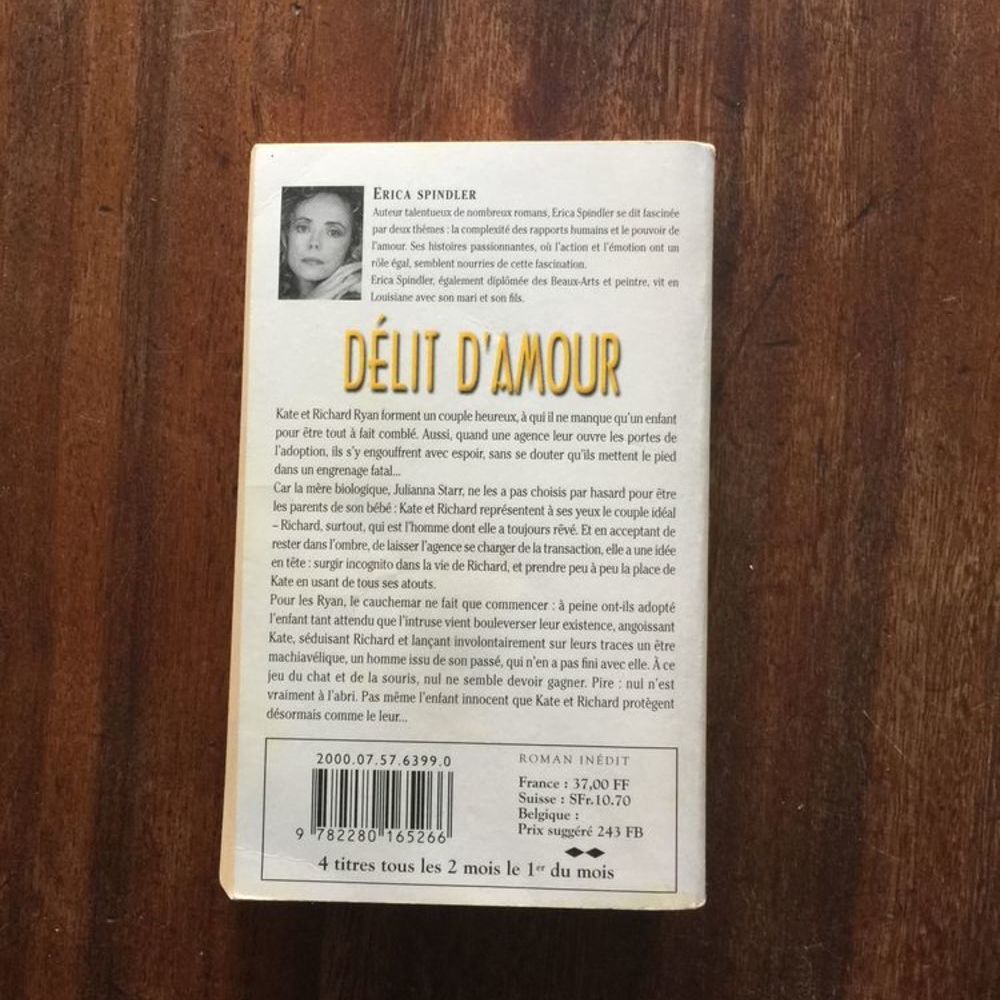 ERICA SPINDLER
Auteur talentueux de nombreux romans, Erica Spindler se dit fascinée
par deux thèmes : la complexité des rapports humains et le pouvoir de
l'amour. Ses histoires passionnantes, où l'action et l'émotion ont un
rôle égal, semblent nourries de cette fascination.
Erica Spindler, également diplômée des Beaux-Arts et peintre, vit en
Louisiane avec son mari et son fils.
DÉLIT D'AMOUR
Kate et Richard Ryan forment un couple heureux, à qui il ne manque qu'un enfant
pour être tout à fait comblé. Aussi, quand une agence leur ouvre les portes de
l'adoption, ils s'y engouffrent avec espoir, sans se douter qu'ils mettent le pied
dans un engrenage fatal...
Car la mère biologique, Julianna Starr, ne les a pas choisis par hasard pour être
les parents de son bébé : Kate et Richard représentent à ses yeux le couple idéal
– Richard, surtout, qui est l'homme dont elle a toujours rêvé. Et en acceptant de
rester dans l'ombre, de laisser l'agence se charger de la transaction, elle a une idée
en tête : surgir incognito dans la vie de Richard, et prendre peu à peu la place de
Kate en usant de tous ses atouts.
Pour les Ryan, le cauchemar ne fait que commencer : à peine ont-ils adopté
l'enfant tant attendu que l'intruse vient bouleverser leur existence, angoissant
Kate, séduisant Richard et lançant involontairement sur leurs traces un être
machiavélique, un homme issu de son passé, qui n'en a pas fini avec elle. À ce
jeu du chat et de la souris, nul ne semble devoir gagner. Pire : nul n'est
vraiment à l'abri. Pas même l'enfant innocent que Kate et Richard protègent
désormais comme le leur...
2000.07.57.6399.0
9 782280 165266
ROMAN INÉDIT
France : 37,00 FF
Suisse : SFr.10.70
Belgique :
Prix suggéré 243 FB
4 titres tous les 2 mois le 1er du mois